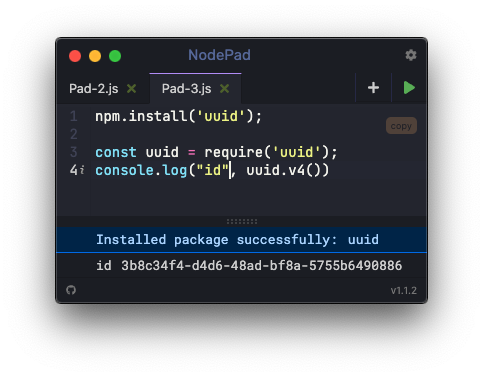 NodePad
Pad-2.js
Pad-3.js
1 npm.install('uuid');
copy
2
3 const uuid = require('uuid');
4i console.log("id", uuid.v4())
Installed package successfully: uuid
id 3b8c34f4-d4d6-48ad-bf8a-5755b6490886
v1.1.2